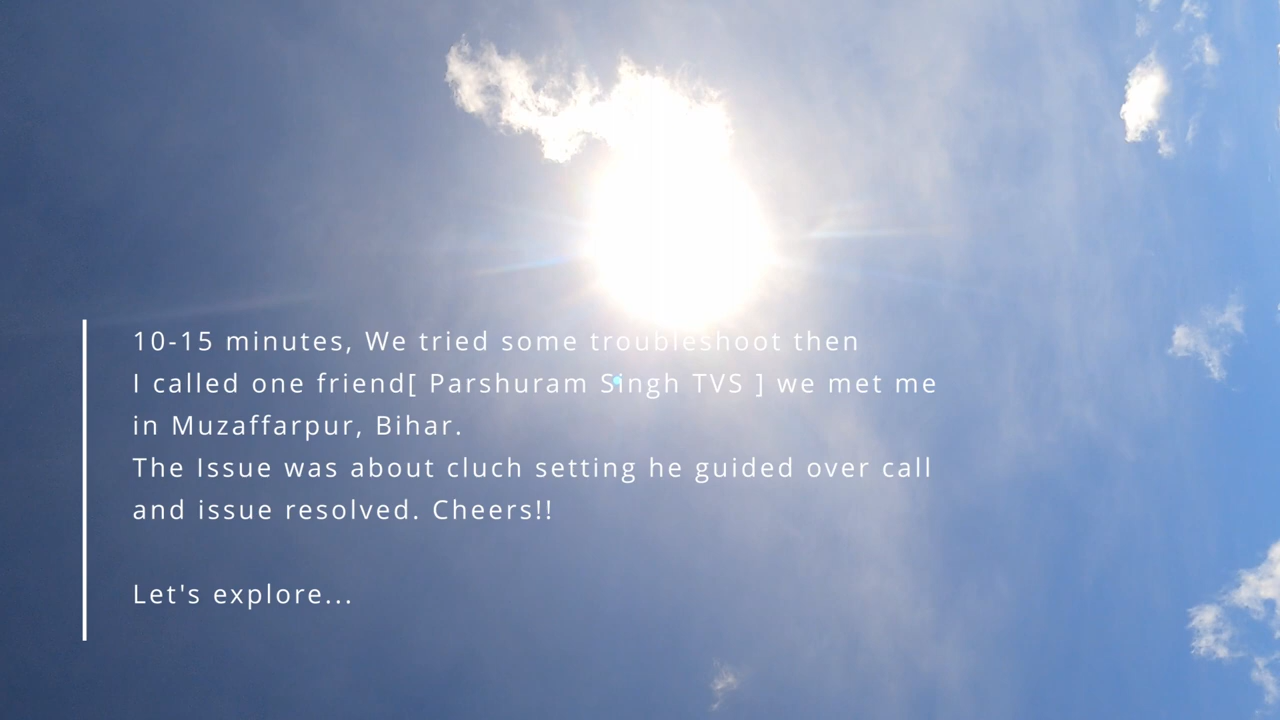 10-15 minutes, We tried some troubleshoot then
I called one friend[ Parshuram Singh TVS ] we met me
in Muzaffarpur, Bihar.
The Issue was about cluch setting he guided over call
and issue resolved. Cheers!!
Let's explore...